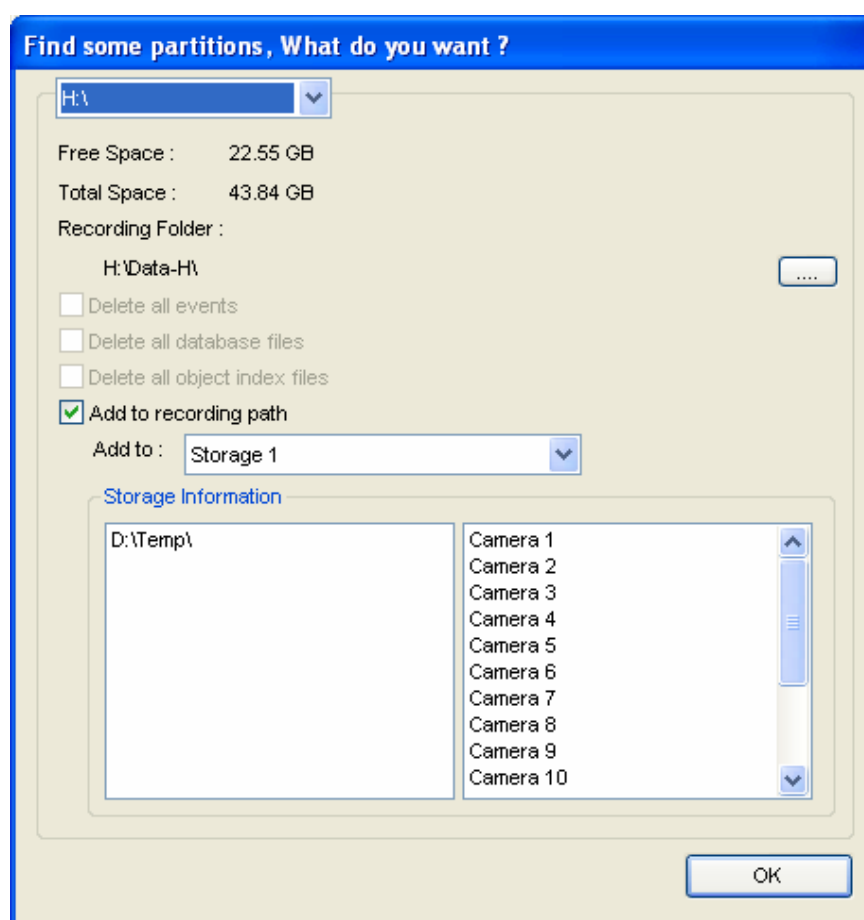 Find some partitions, What do you want ?
H:\
Free Space : 22.55 GB
Total Space : 43.84 GB
Recording Folder :
H:\Data-H\
....
Delete all events
Delete all database files
Delete all object index files
Add to recording path
Add to : Storage 1
Storage Information
D:\Temp\
Camera 1
Camera 2
Camera 3
Camera 4
Camera 5
Camera 6
Camera 7
Camera 8
Camera 9
Camera 10
OK